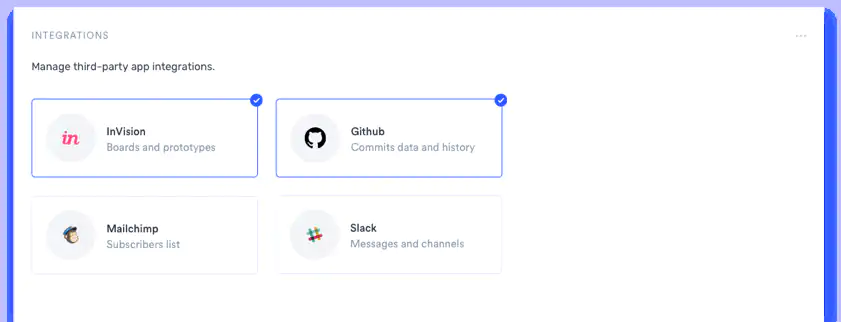 INTEGRATIONS
Manage third-party app integrations.
in
InVision
Boards and prototypes
Github
Commits data and history
Mailchimp
Subscribers list
Slack
Messages and channels